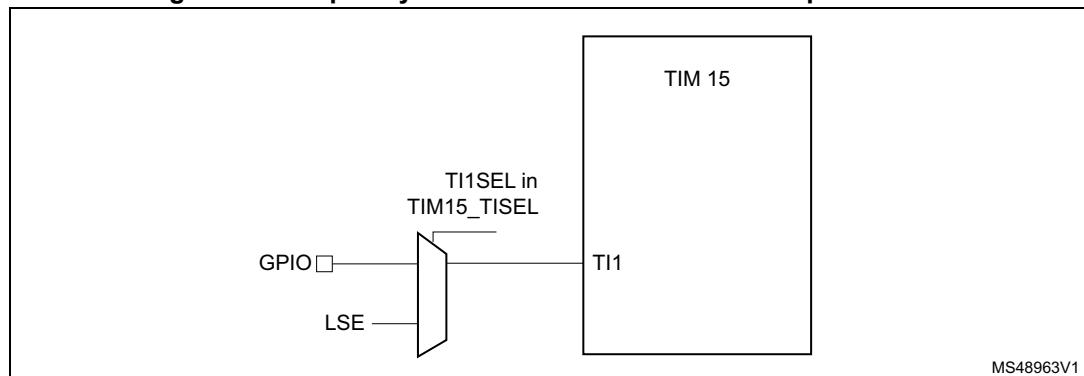 TIM 15
TI1SEL in
TIM15_TISEL
GPIO
TI1
LSE
MS48963V1